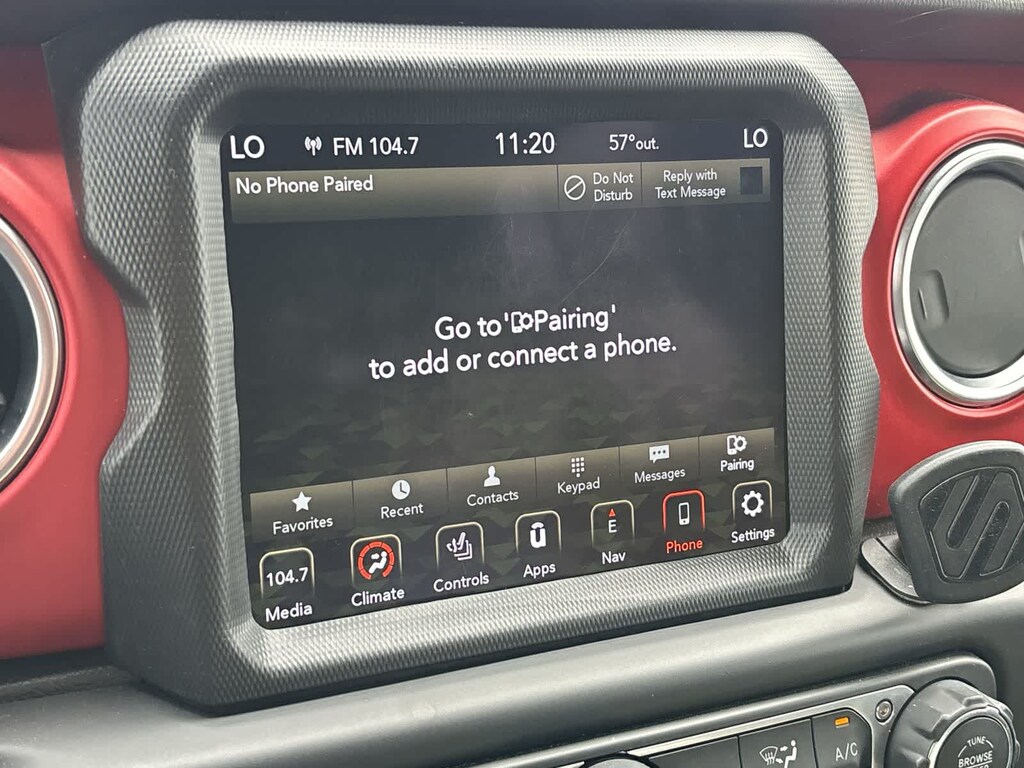 LO FM 104.7 11:20 57°out. LO
No Phone Paired
Do Not
Disturb
Reply with
Text Message
Go to 'Pairing'
to add or connect a phone.
Favorites Recent Contacts Keypad Messages Pairing
104.7 E
Media Climate Controls Apps Nav Phone Settings
A/C
TUNE
BROWSE